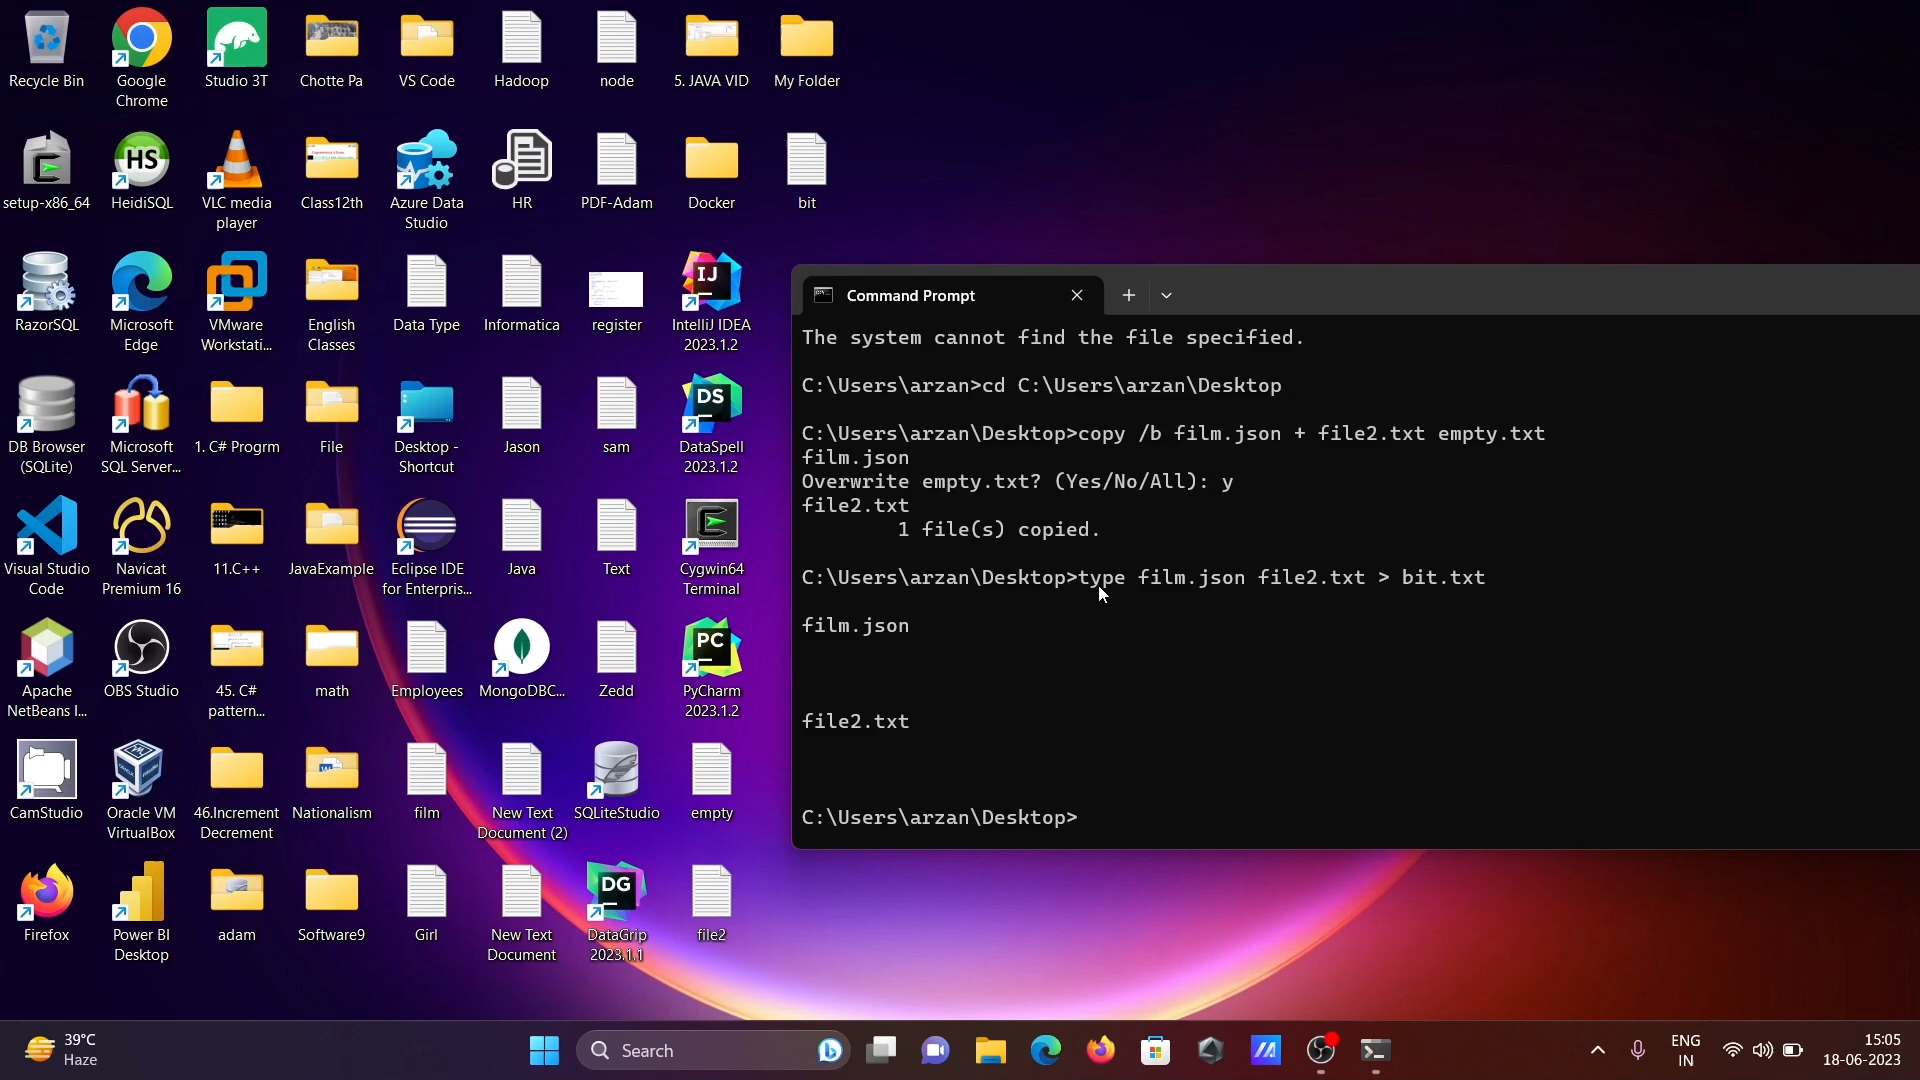 Recycle Bin
Google
Chrome
Studio 3T
Chotte Pa
VS Code
Hadoop
node
5. JAVA VID
My Folder
setup-x86_64
HS
HeidiSQL
VLC media
player
Class12th
Azure Data
Studio
HR
PDF-Adam
Docker
bit
RazorSQL
Microsoft
Edge
VMware
Workstati...
English
Classes
Data Type
Informatica
register
IJ
IntelliJ IDEA
2023.1.2
DB Browser
(SQLite)
Microsoft
SQL Server...
1. C# Progrm
File
Desktop -
Shortcut
Jason
sam
DS
DataSpell
2023.1.2
Visual Studio
Code
Navicat
Premium 16
11.C++
JavaExample
Eclipse IDE
for Enterpris...
Java
Text
Cygwin64
Terminal
Apache
NetBeans I...
OBS Studio
45. C#
pattern...
math
Employees
MongoDBC...
Zedd
PC
PyCharm
2023.1.2
CamStudio
Oracle VM
VirtualBox
46.Increment
Decrement
Nationalism
film
New Text
Document (2)
SQLiteStudio
empty
Firefox
Power BI
Desktop
adam
Software9
Girl
New Text
Document
DG
DataGrip
2023.1.1
file2
Command Prompt
The system cannot find the file specified.
C:\Users\arzan>cd C:\Users\arzan\Desktop
C:\Users\arzan\Desktop>copy /b film.json + file2.txt empty.txt
film.json
Overwrite empty.txt? (Yes/No/All): y
file2.txt
1 file(s) copied.
C:\Users\arzan\Desktop>type film.json file2.txt > bit.txt
film.json
file2.txt
C:\Users\arzan\Desktop>
39°C
Haze
Search
ENG
IN
15:05
18-06-2023